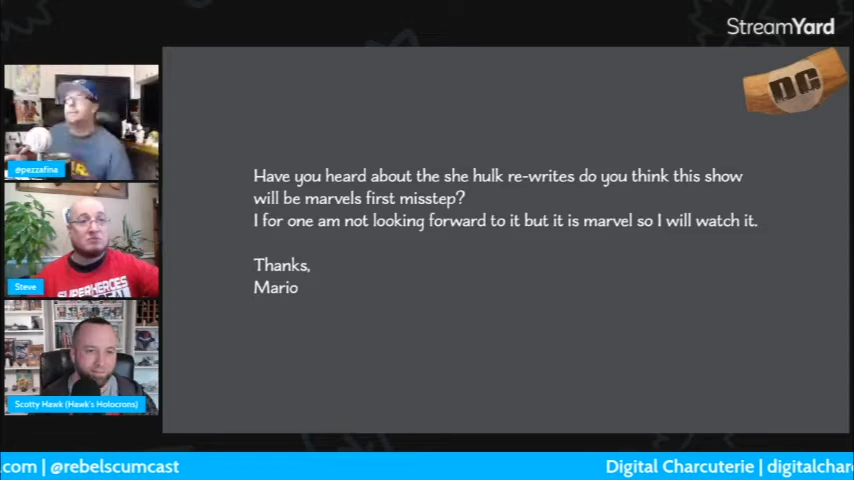 StreamYard
DC
@pezzafina
Have you heard about the she hulk re-writes do you think this show
will be marvels first misstep?
I for one am not looking forward to it but it is marvel so I will watch it.
Thanks,
Mario
Steve
SUPERHEROES
Scotty Hawk (Hawk's Holocrons)
.com | @rebelscumcast
Digital Charcuterie | digitalchar